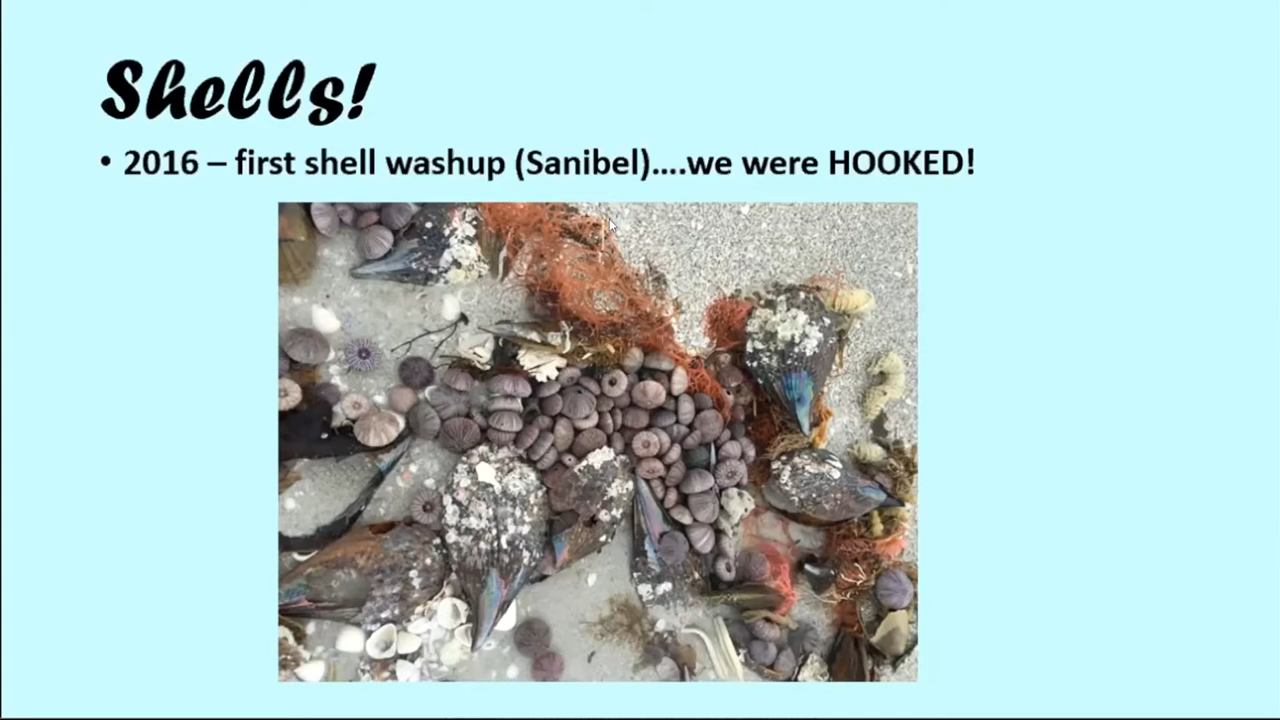 Shells!
• 2016 – first shell washup (Sanibel)....we were HOOKED!